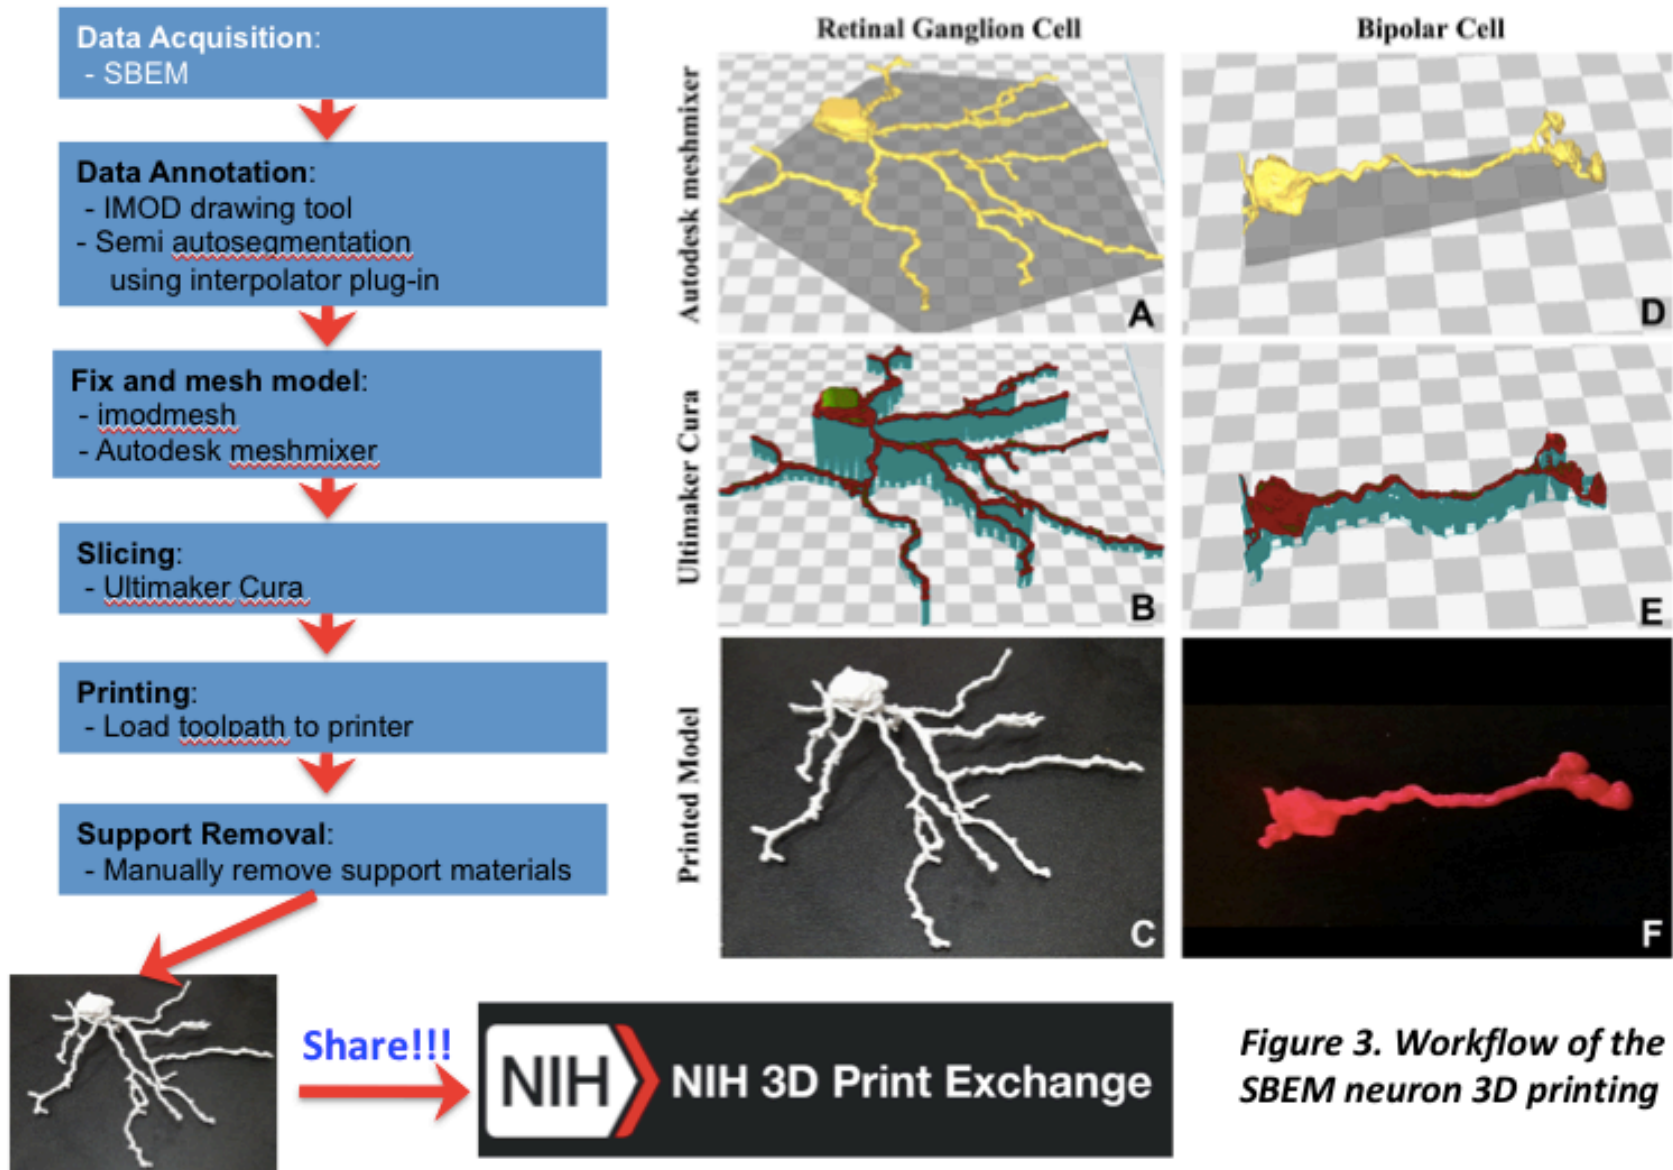 Data Acquisition:
- SBEM
Data Annotation:
- IMOD drawing tool
- Semi autosegmentation
using interpolator plug-in
Fix and mesh model:
- imodmesh
- Autodesk meshmixer
Slicing:
- Ultimaker Cura
Printing:
- Load toolpath to printer
Support Removal:
- Manually remove support materials
Share!!!
NIH
NIH 3D Print Exchange
Retinal Ganglion Cell
Bipolar Cell
Autodesk meshmixer
A
D
Ultimaker Cura
B
E
Printed Model
C
F
Figure 3. Workflow of the
SBEM neuron 3D printing